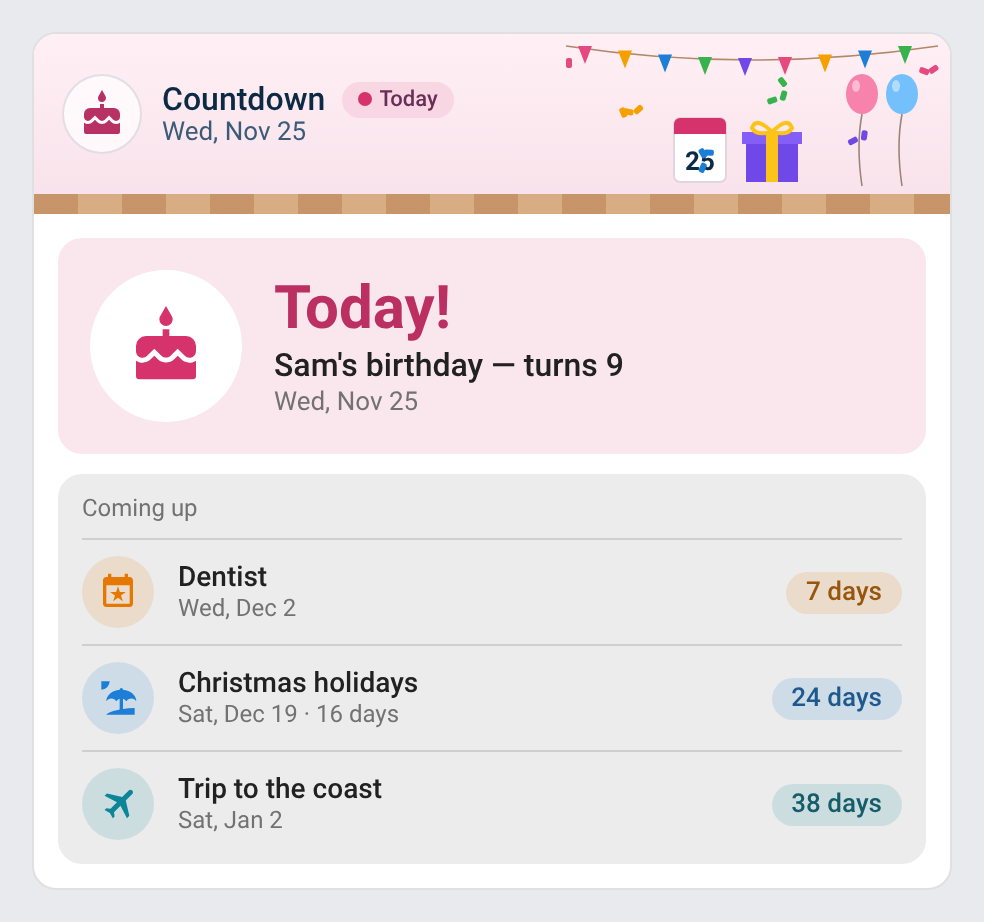 Countdown
Today
Wed, Nov 25
25
Today!
Sam's birthday — turns 9
Wed, Nov 25
Coming up
Dentist
Wed, Dec 2
7 days
Christmas holidays
Sat, Dec 19 · 16 days
24 days
Trip to the coast
Sat, Jan 2
38 days